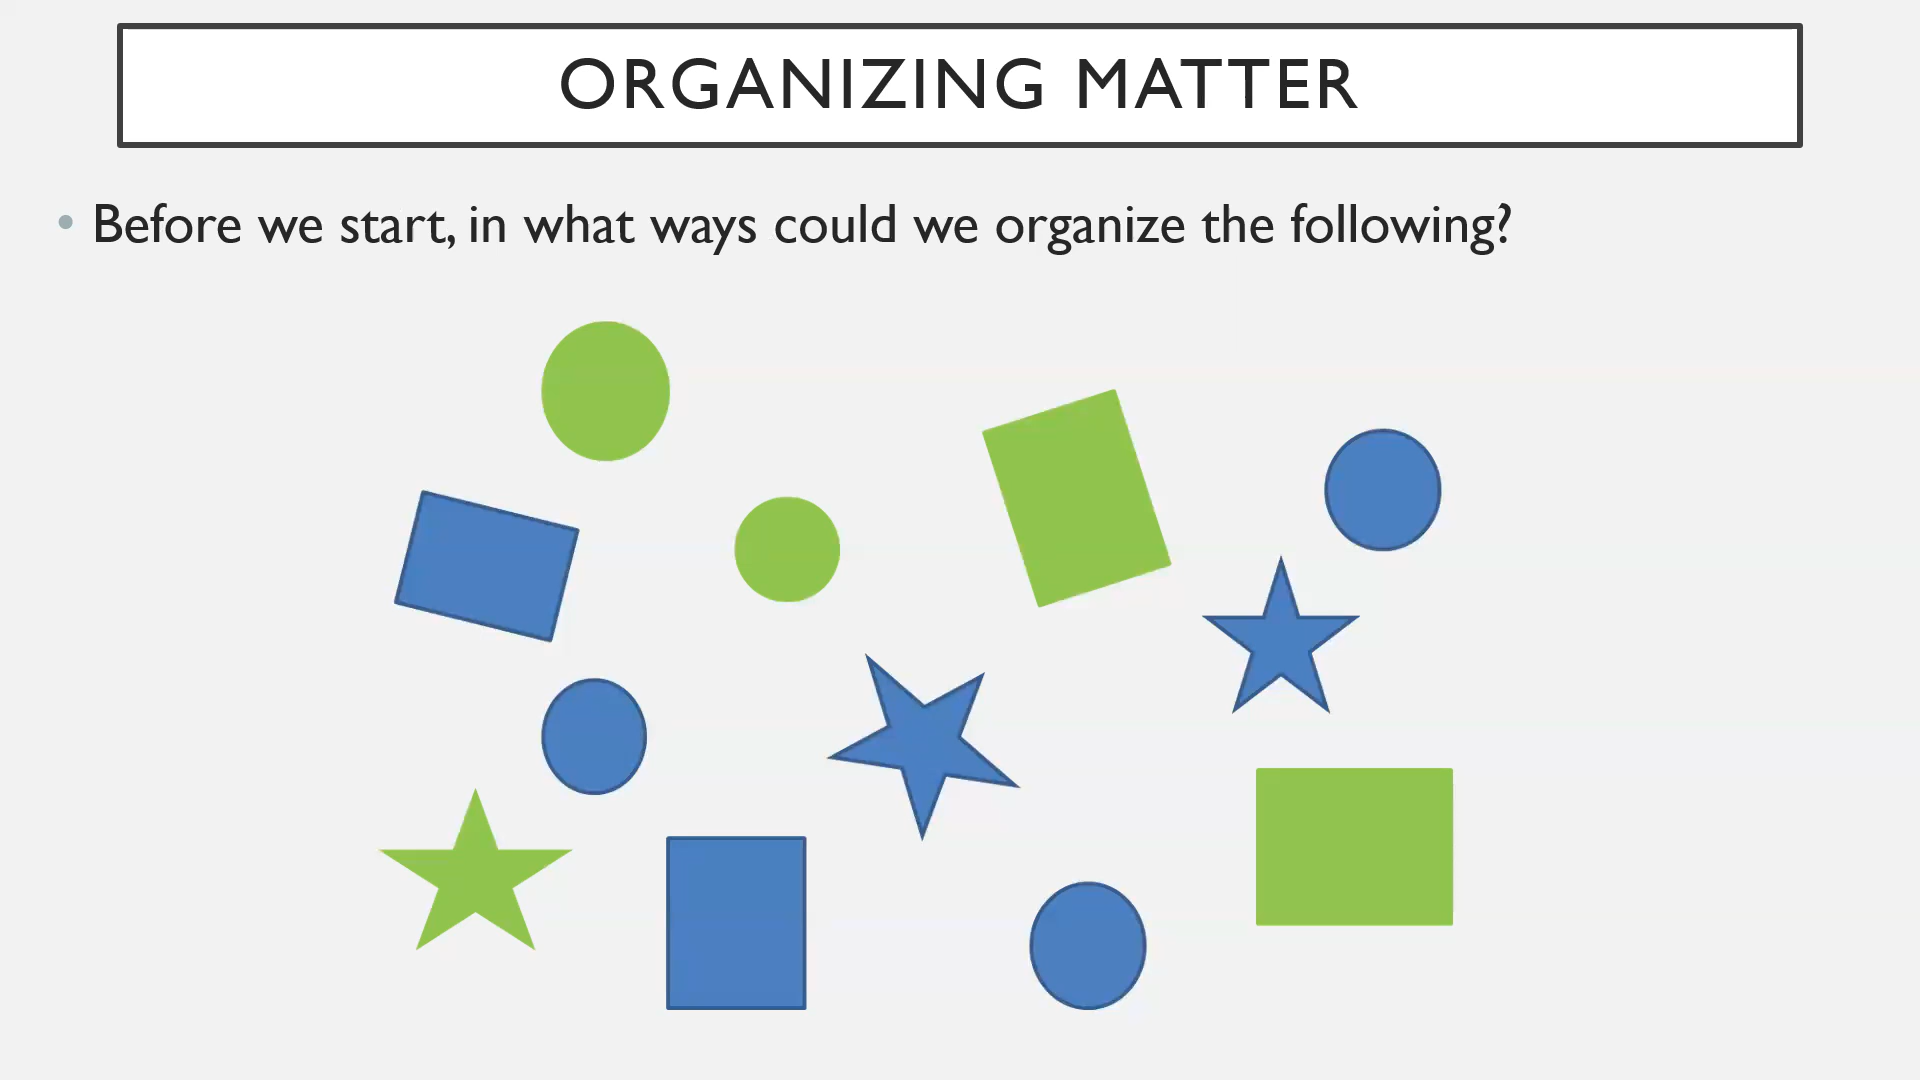 ORGANIZING MATTER
• Before we start, in what ways could we organize the following?